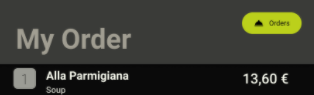 Orders
My Order
1 Alla Parmigiana 13,60 €
Soup